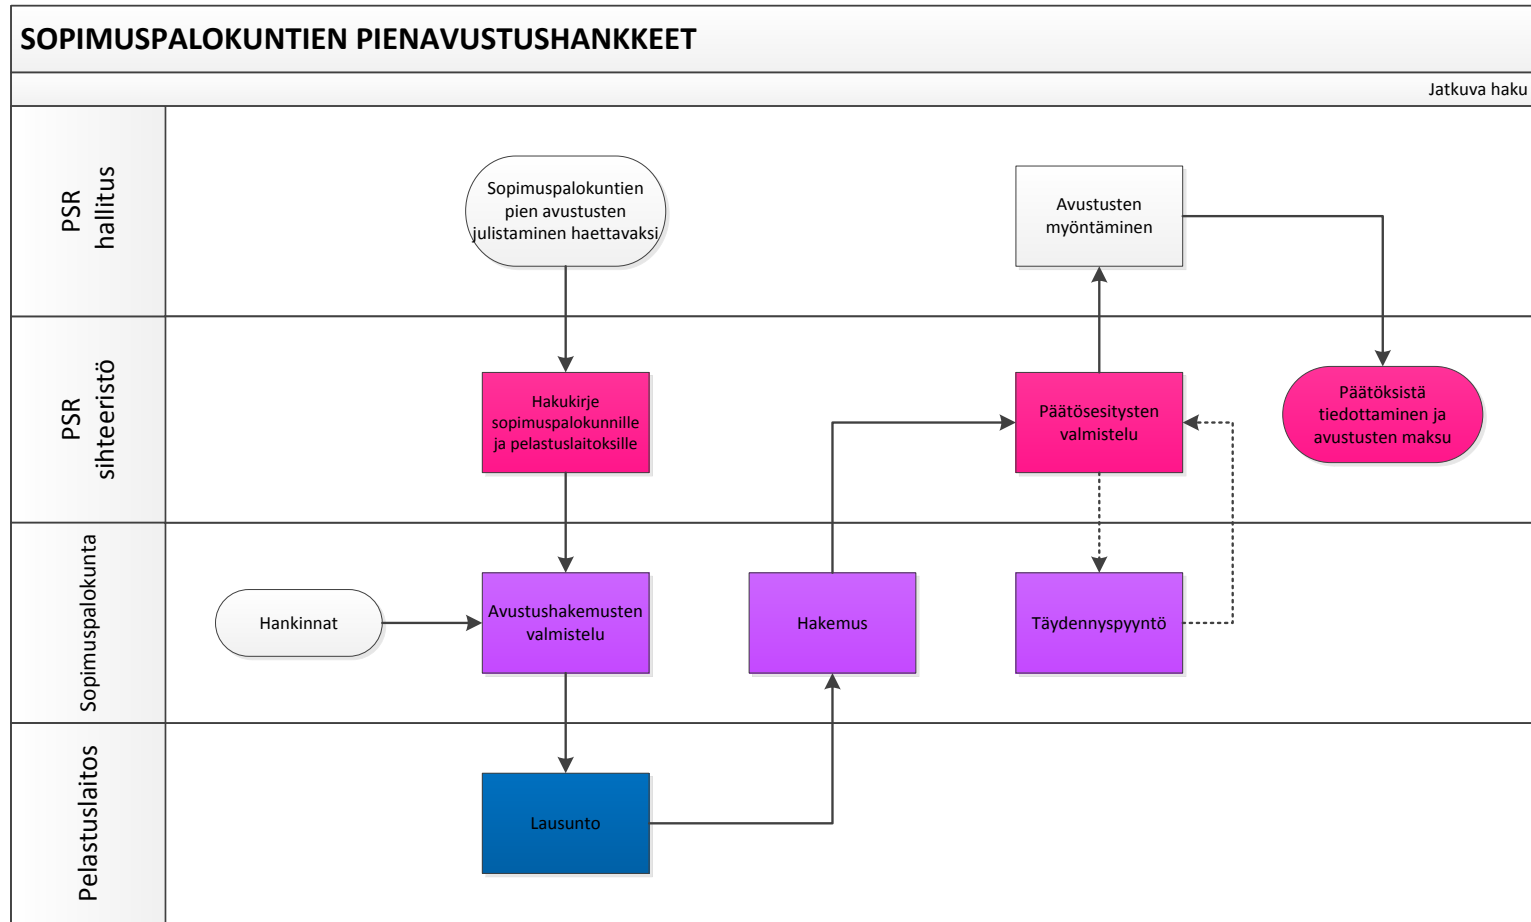 SOPIMUSPALOKUNTIEN PIENAVUSTUSHANKKEET
Jatkuva haku
PSR
hallitus
Sopimuspalokuntien
pien avustusten
julistaminen haettavaksi
Avustusten
myöntäminen
PSR
sihteeristö
Hakukirje
sopimuspalokunnille
ja pelastuslaitoksille
Päätösesitysten
valmistelu
Päätöksistä
tiedottaminen ja
avustusten maksu
Sopimuspalokunta
Hankinnat
Avustushakemusten
valmistelu
Hakemus
Täydennyspyyntö
Pelastuslaitos
Lausunto